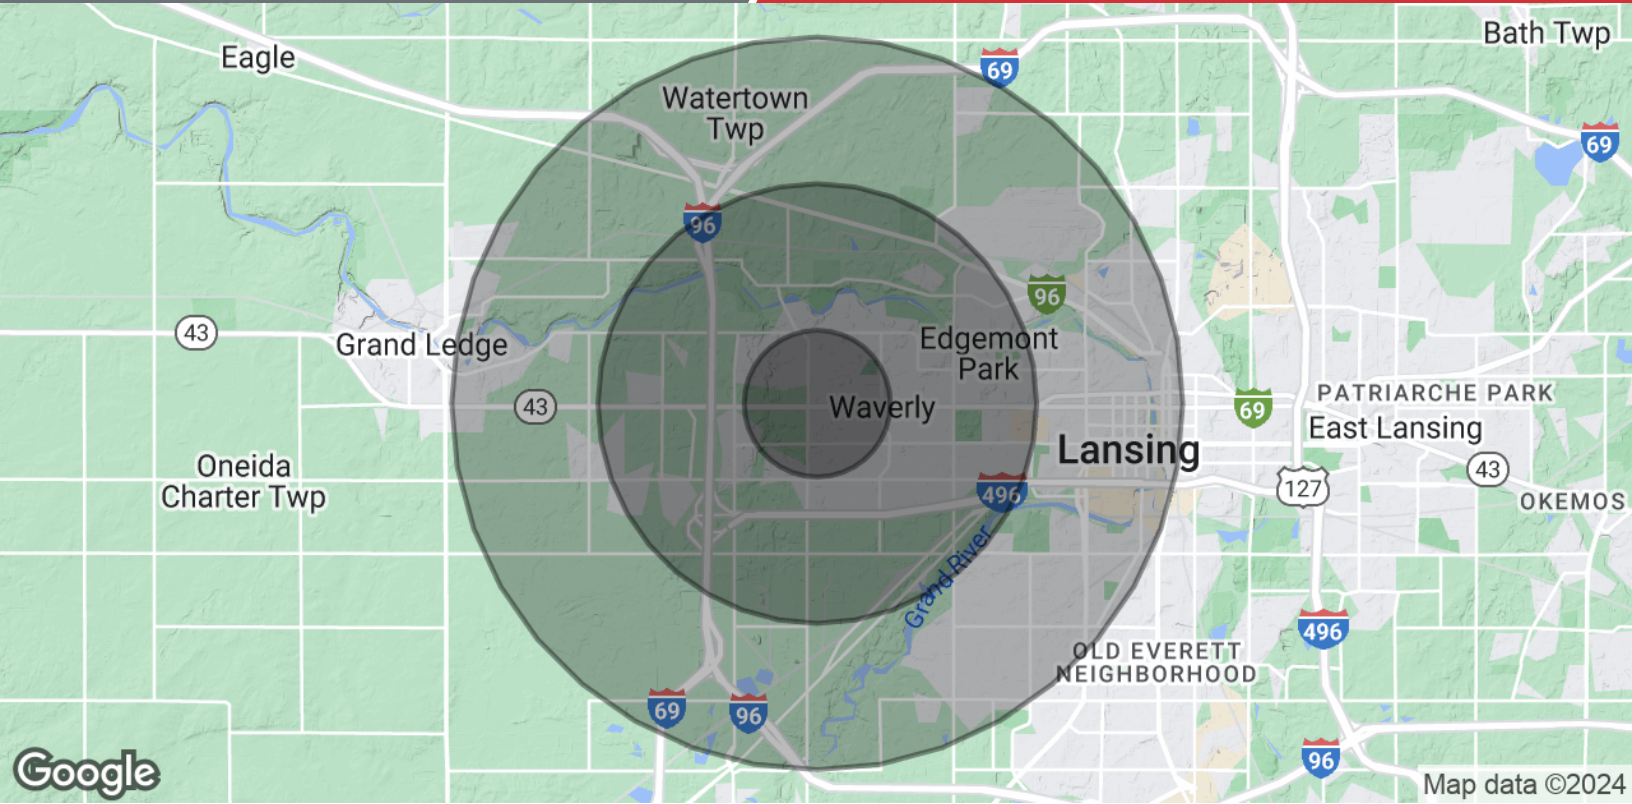 Eagle
Bath Twp
69
Watertown
Twp
69
96
96
43
Grand Ledge
Edgemont
Park
43
Waverly
69
PATRIARCHE PARK
East Lansing
Lansing
43
Oneida
Charter Twp
496
127
OKEMOS
Grand River
496
OLD EVERETT
NEIGHBORHOOD
69
96
96
Google
Map data ©2024